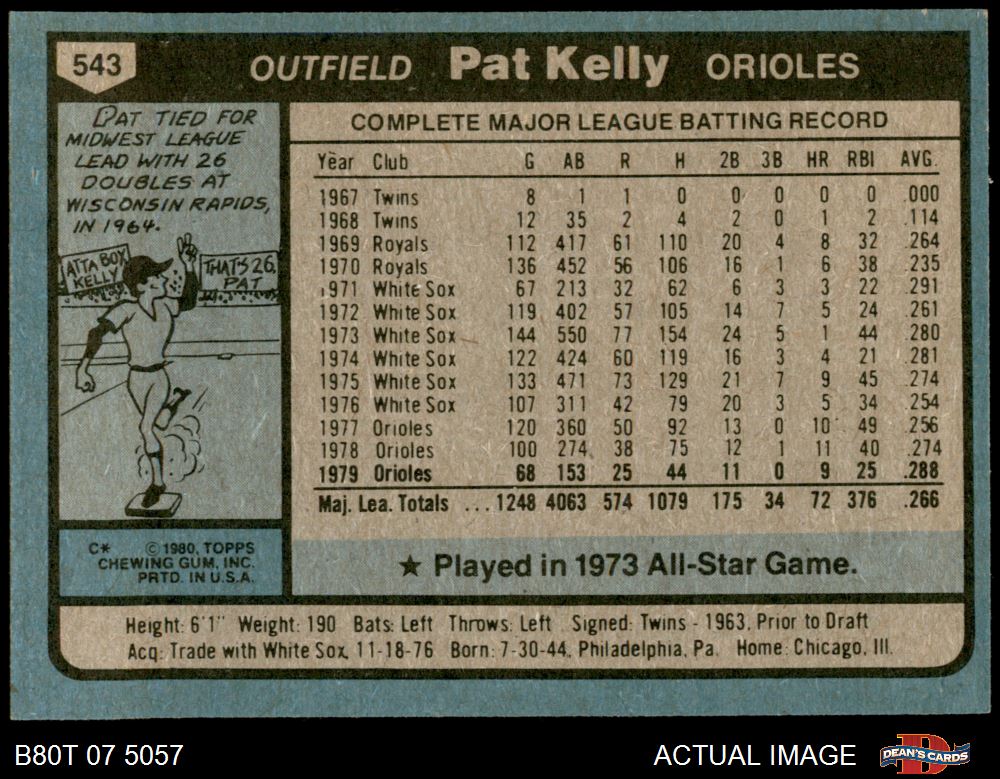 543
OUTFIELD Pat Kelly ORIOLES
PAT TIED FOR
MIDWEST LEAGUE
LEAD WITH 26
DOUBLES AT
WISCONSIN RAPIDS,
IN 1964.
ATTA BOY
KELLY
THAT'S 26,
PAT
COMPLETE MAJOR LEAGUE BATTING RECORD
Year Club G AB R H 2B 3B HR RBI AVG.
1967 Twins 8 1 1 0 0 0 0 0 .000
1968 Twins 12 35 2 4 2 0 1 2 .114
1969 Royals 112 417 61 110 20 4 8 32 .264
1970 Royals 136 452 56 106 16 1 6 38 .235
1971 White Sox 67 213 32 62 6 3 3 22 .291
1972 White Sox 119 402 57 105 14 7 5 24 .261
1973 White Sox 144 550 77 154 24 5 1 44 .280
1974 White Sox 122 424 60 119 16 3 4 21 .281
1975 White Sox 133 471 73 129 21 7 9 45 .274
1976 White Sox 107 311 42 79 20 3 5 34 .254
1977 Orioles 120 360 50 92 13 0 10 49 .256
1978 Orioles 100 274 38 75 12 1 11 40 .274
1979 Orioles 68 153 25 44 11 0 9 25 .288
Maj. Lea. Totals ... 1248 4063 574 1079 175 34 72 376 .266
C* © 1980, TOPPS
CHEWING GUM, INC.
PRTD. IN U.S.A.
★ Played in 1973 All-Star Game.
Height: 6'1" Weight: 190 Bats: Left Throws: Left Signed: Twins - 1963, Prior to Draft
Acq: Trade with White Sox, 11-18-76 Born: 7-30-44, Philadelphia, Pa. Home: Chicago, Ill.
B80T 07 5057
ACTUAL IMAGE
DEAN'S CARDS